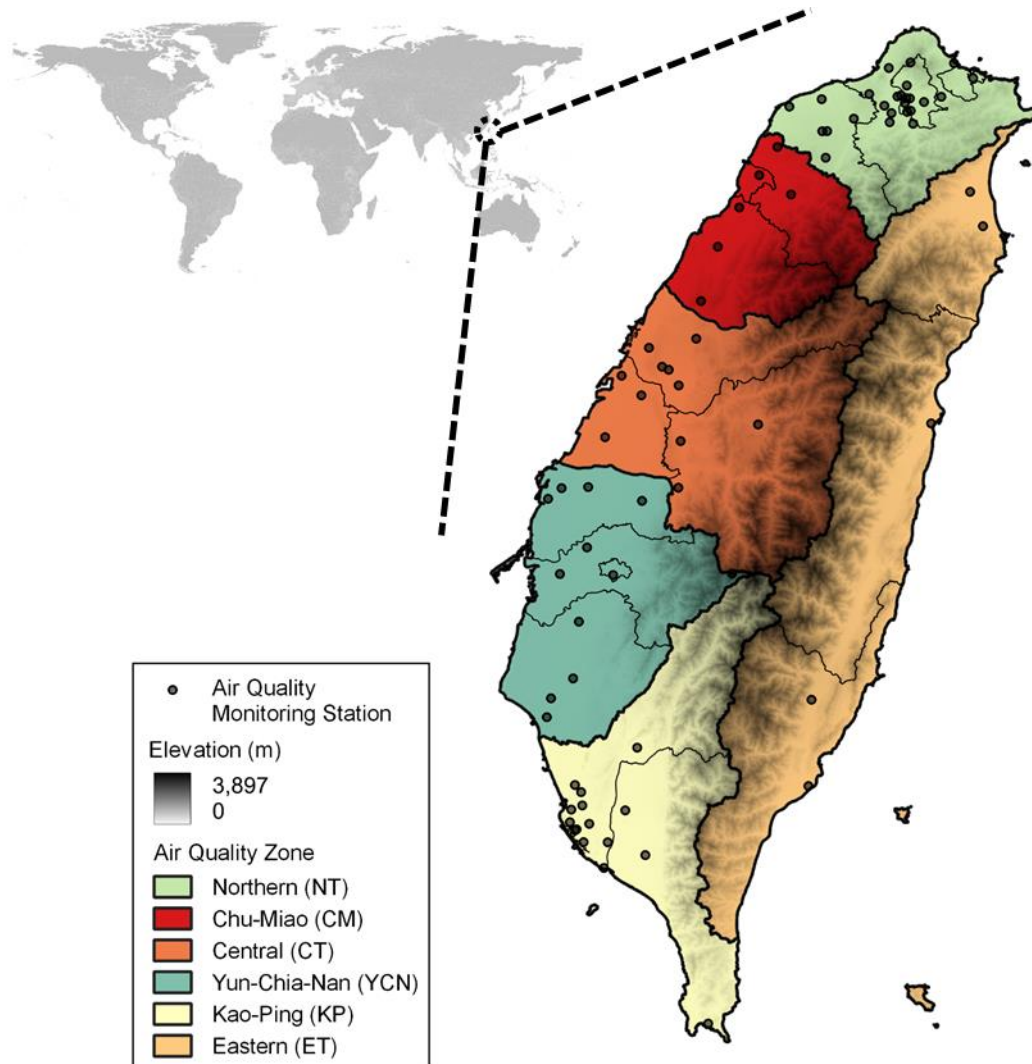 Air Quality
Monitoring Station
Elevation (m)
3,897
0
Air Quality Zone
Northern (NT)
Chu-Miao (CM)
Central (CT)
Yun-Chia-Nan (YCN)
Kao-Ping (KP)
Eastern (ET)